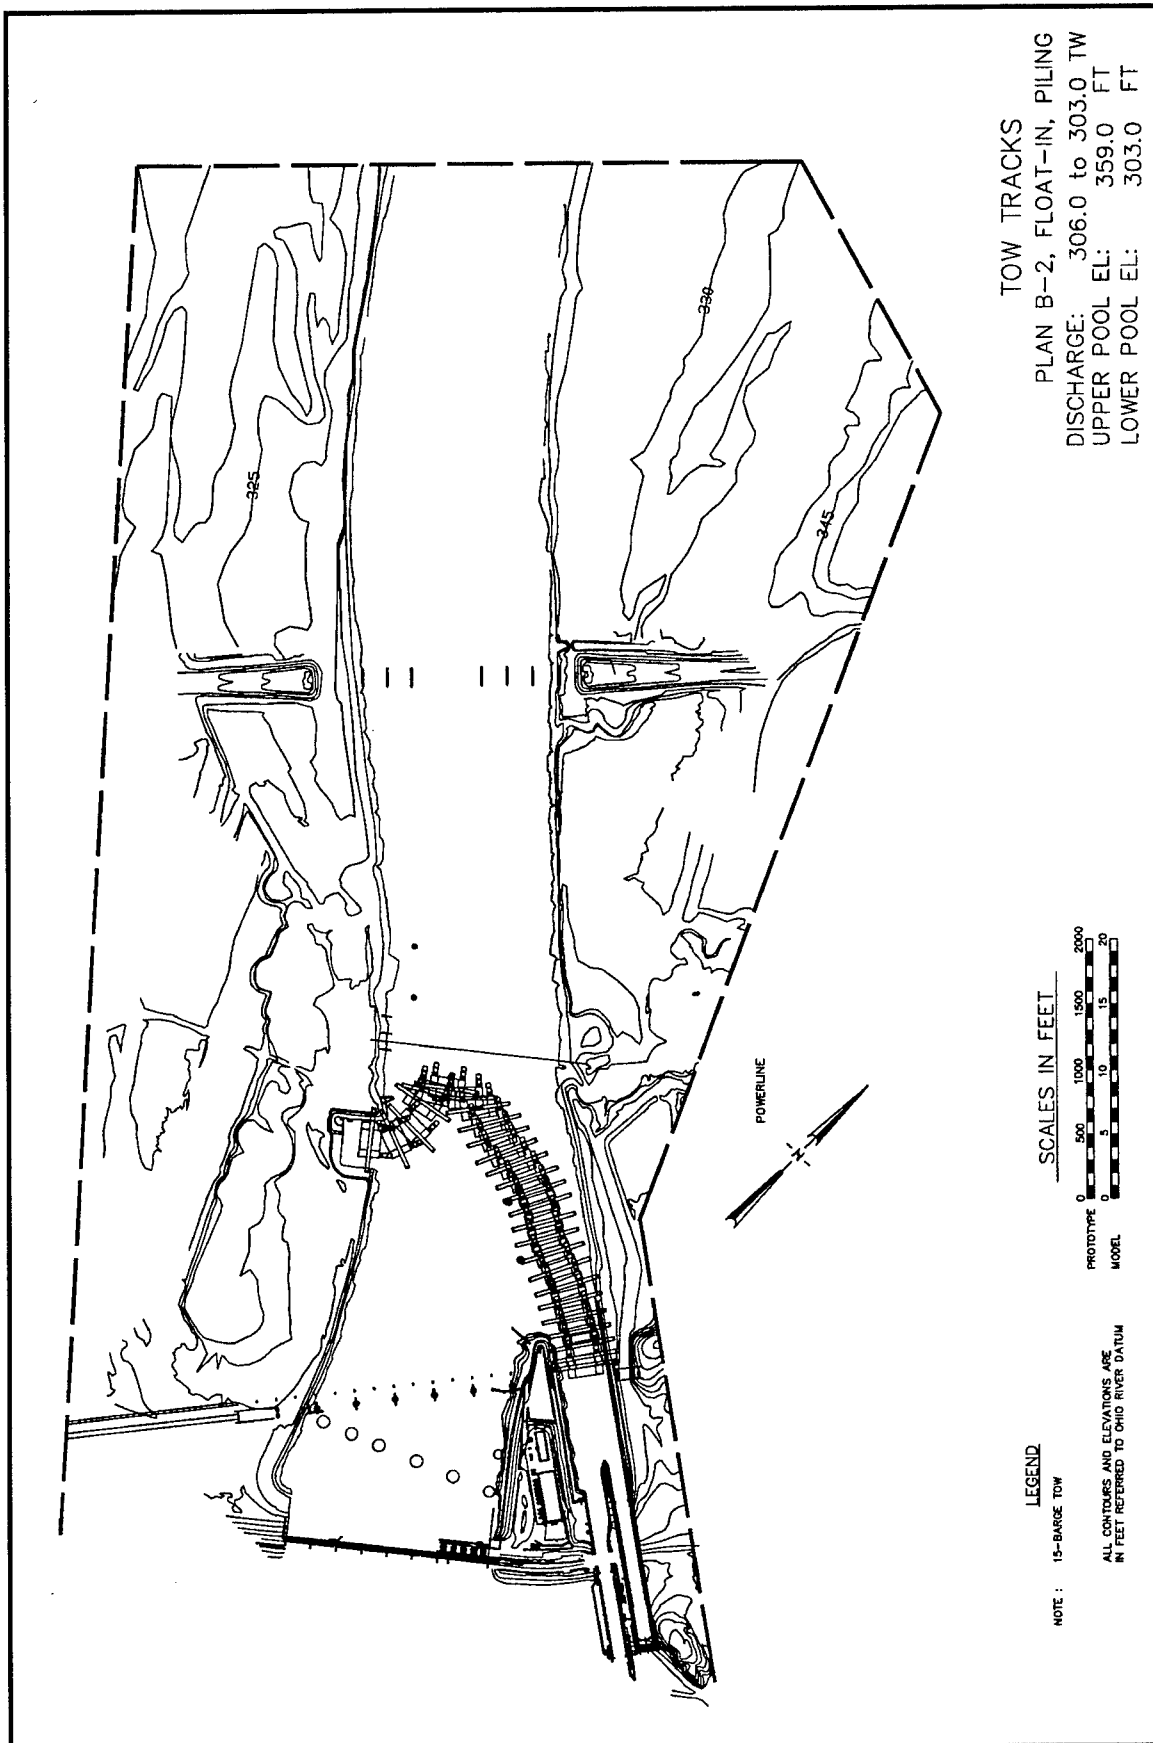 TOW TRACKS
PLAN B-2, FLOAT-IN, PILING
DISCHARGE: 306.0 to 303.0 TW
UPPER POOL EL: 359.0 FT
LOWER POOL EL: 303.0 FT
325
330
345
POWERLINE
N
SCALES IN FEET
PROTOTYPE 0 500 1000 1500 2000
MODEL 0 5 10 15 20
LEGEND
NOTE : 15-BARGE TOW
ALL CONTOURS AND ELEVATIONS ARE
IN FEET REFERRED TO OHIO RIVER DATUM